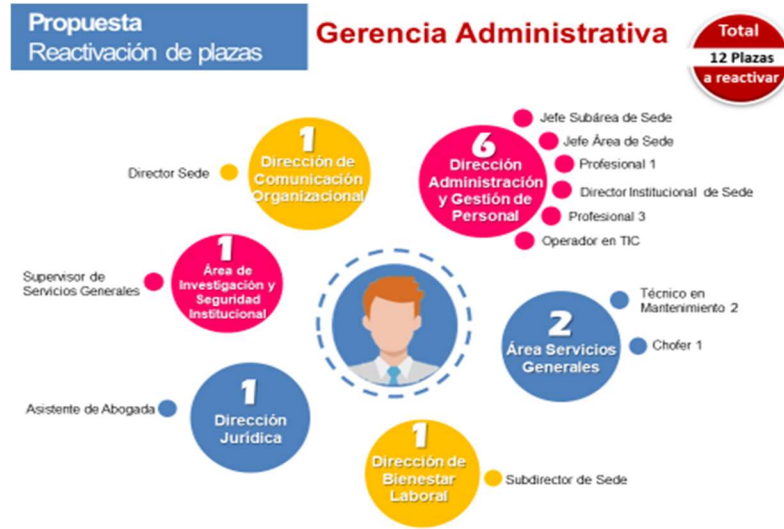 Propuesta
Reactivación de plazas
Gerencia Administrativa
Total
12 Plazas
a reactivar
1
Dirección de
Comunicación
Organizacional
Director Sede
6
Dirección
Administración
y Gestión de
Personal
Jefe Subárea de Sede
Jefe Área de Sede
Profesional 1
Director Institucional de Sede
Profesional 3
Operador en TIC
1
Área de
Investigación y
Seguridad
Institucional
Supervisor de
Servicios Generales
2
Área Servicios
Generales
Técnico en
Mantenimiento 2
Chofer 1
1
Dirección
Jurídica
Asistente de Abogada
1
Dirección de
Bienestar
Laboral
Subdirector de Sede